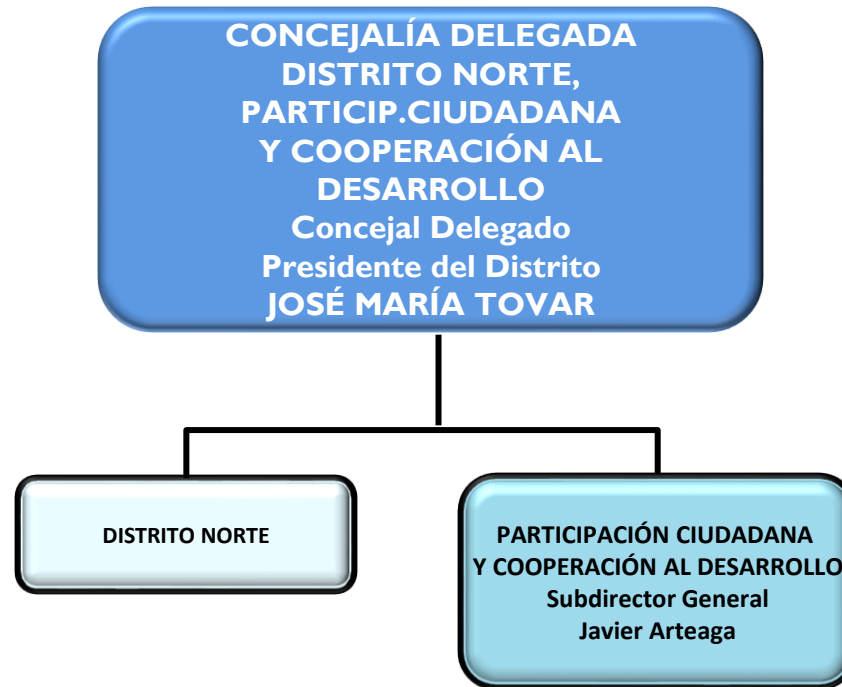 CONCEJALÍA DELEGADA
DISTRITO NORTE,
PARTICIP.CIUDADANA
Y COOPERACIÓN AL
DESARROLLO
Concejal Delegado
Presidente del Distrito
JOSÉ MARÍA TOVAR
DISTRITO NORTE
PARTICIPACIÓN CIUDADANA
Y COOPERACIÓN AL DESARROLLO
Subdirector General
Javier Arteaga